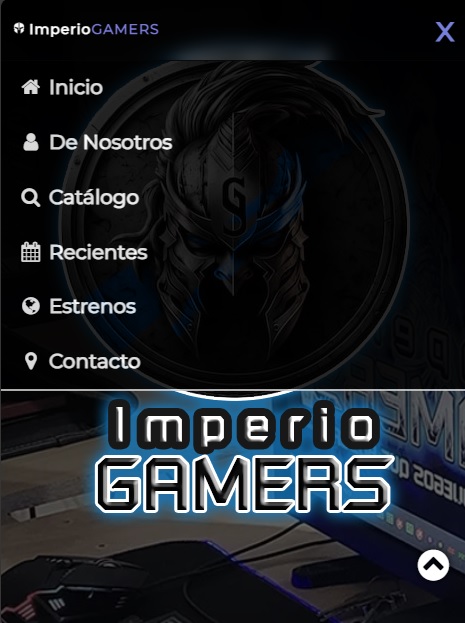 ImperioGAMERS
X
Inicio
De Nosotros
Catálogo
Recientes
Estrenos
Contacto
Imperio
GAMERS